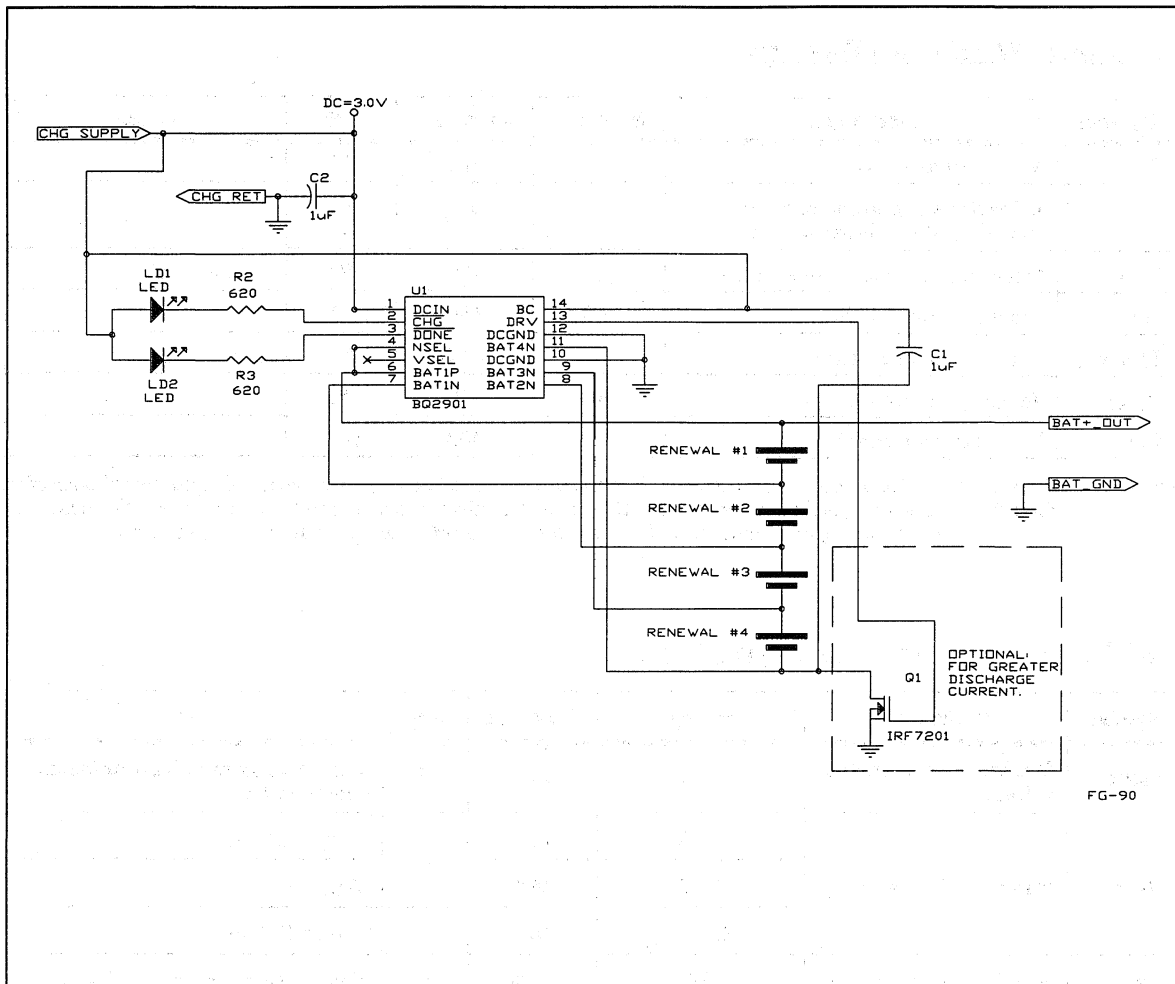 DC=3.0V
CHG SUPPLY
C2
CHG_RET
1uF
LD1
LED
R2
620
U1
1 DCIN BC 14
2 CHG DRV 13
3 DONE DCGND 12
4 NSEL BAT4N 11
5 VSEL DCGND 10
6 BAT1P BAT3N 9
7 BAT1N BAT2N 8
BQ2901
R3
620
LD2
LED
C1
1uF
BAT+_OUT
RENEWAL #1
BAT_GND
RENEWAL #2
RENEWAL #3
RENEWAL #4
OPTIONAL:
FOR GREATER
DISCHARGE
CURRENT.
Q1
IRF7201
FG-90